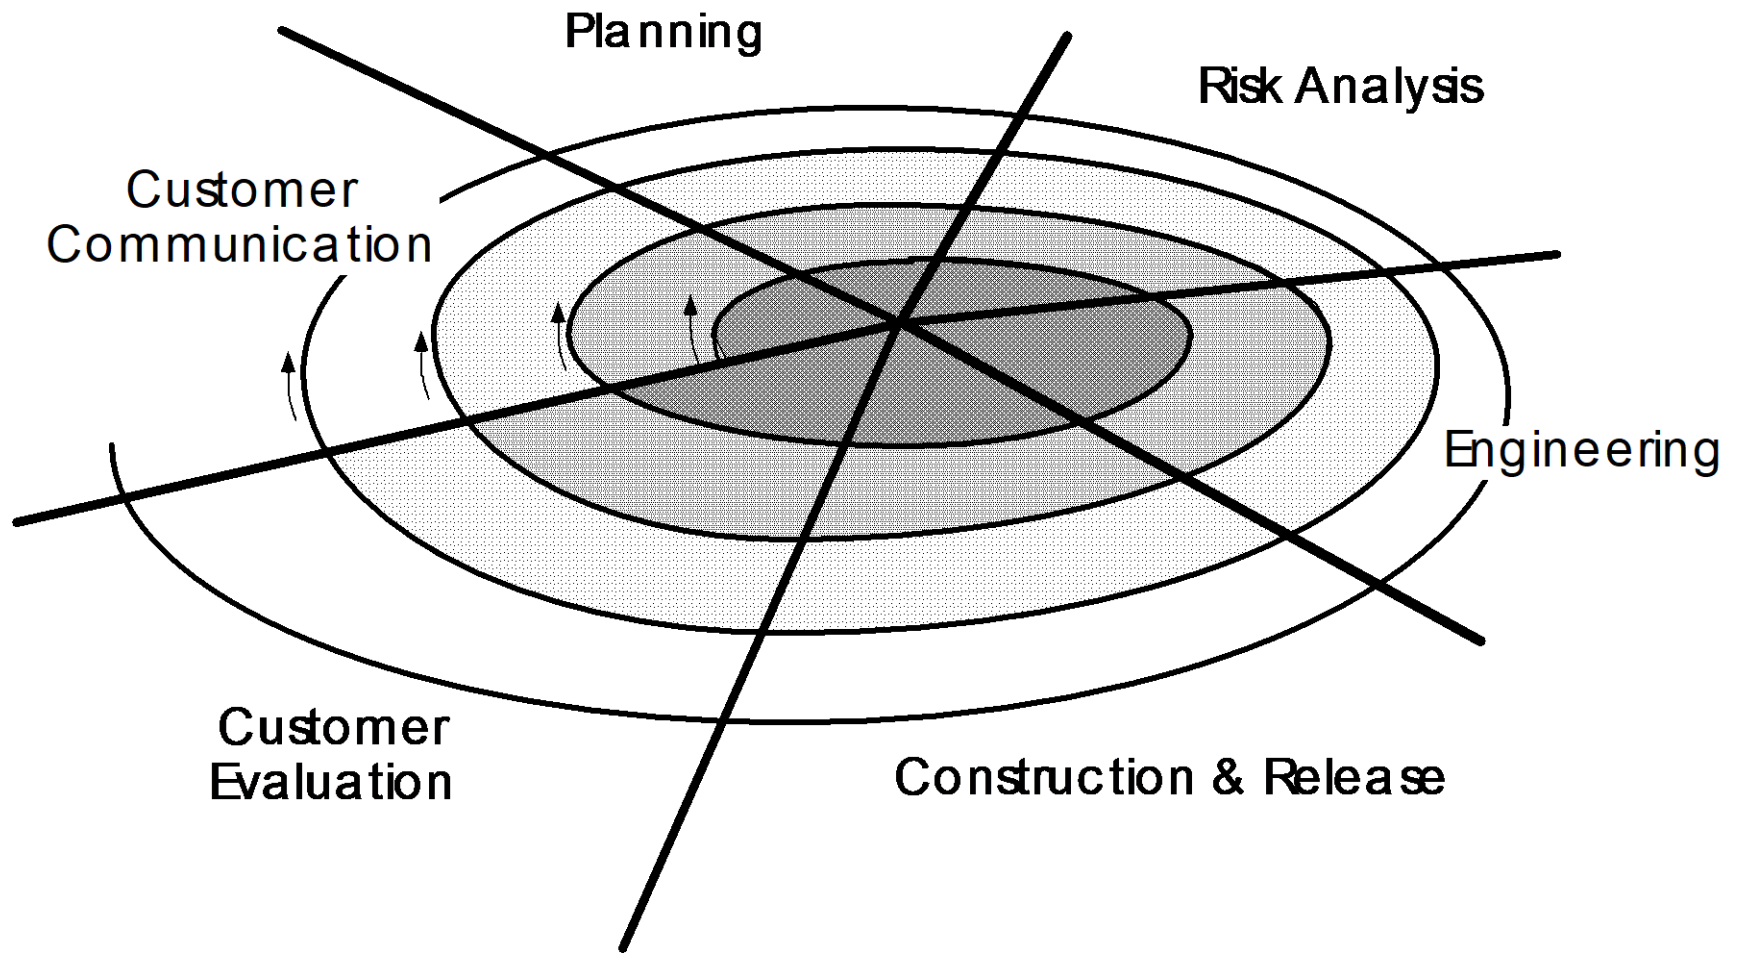 Planning
Risk Analysis
Customer
Communication
Engineering
Customer
Evaluation
Construction & Release